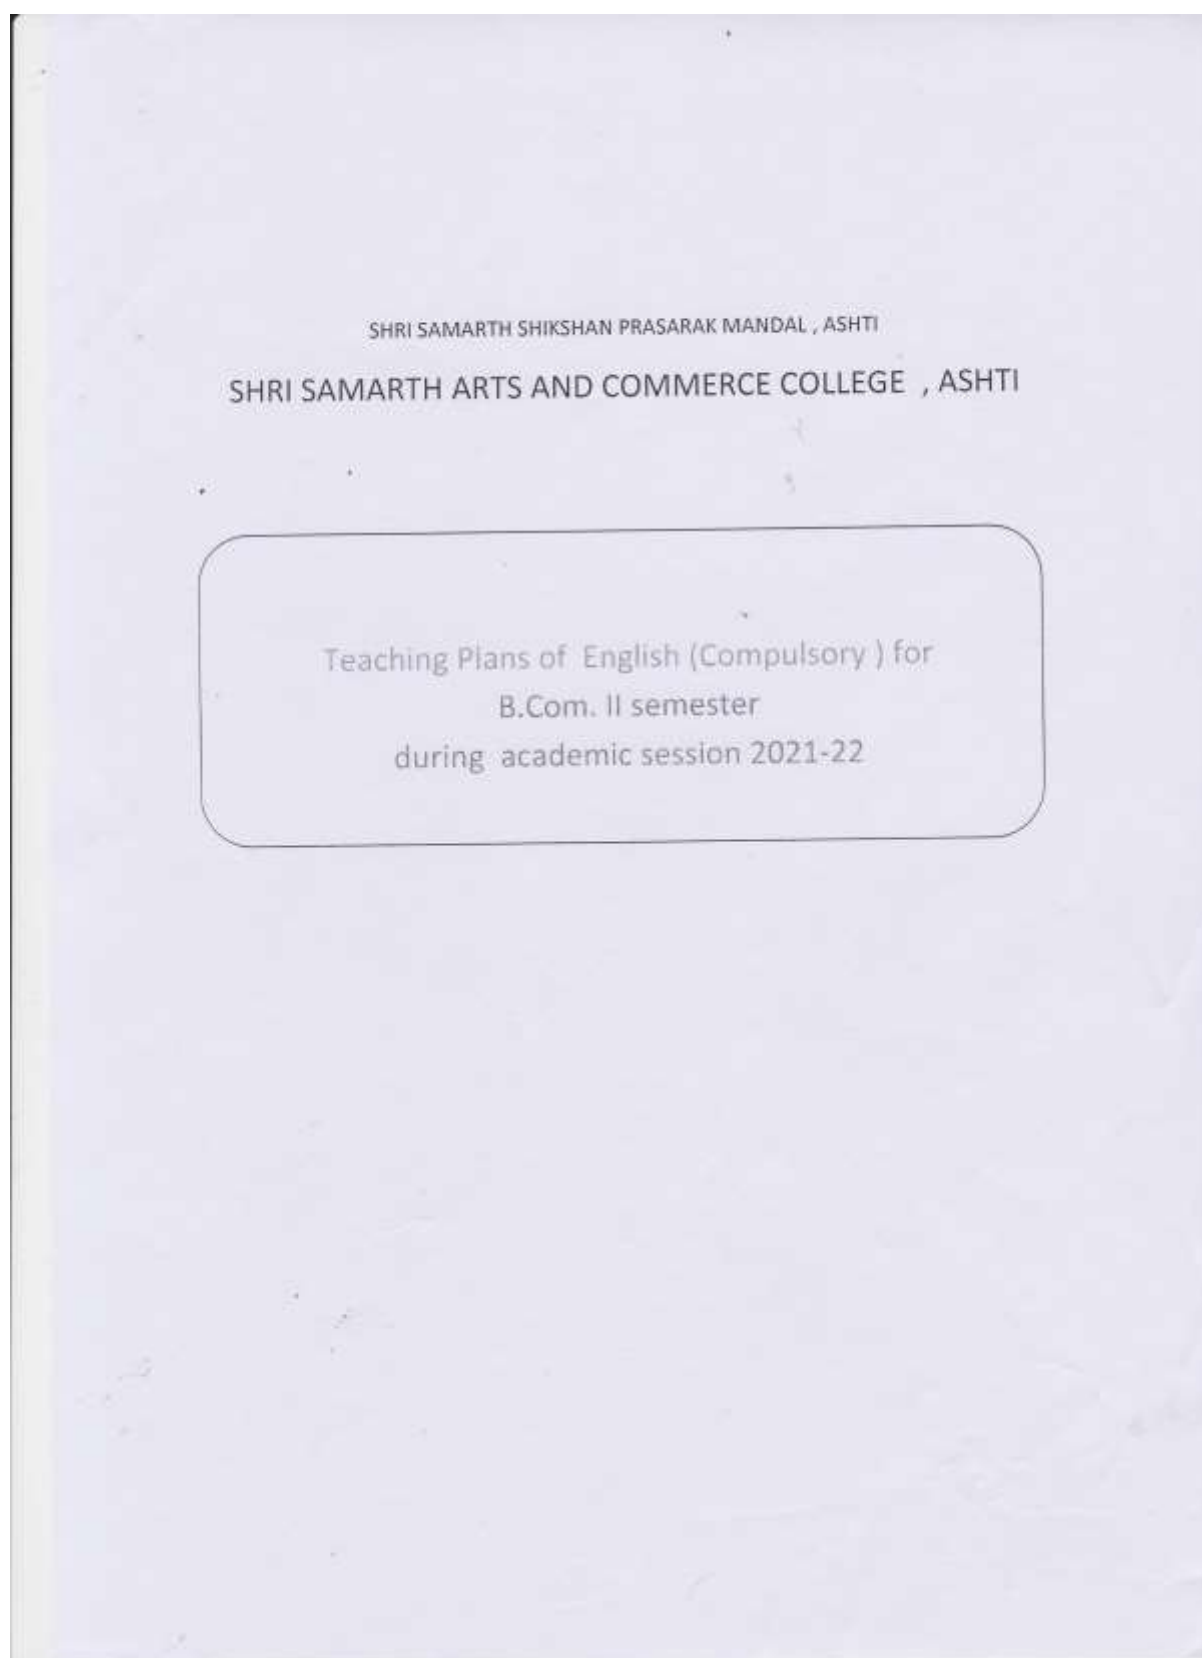 SHRI SAMARTH SHIKSHAN PRASARAK MANDAL , ASHTI
SHRI SAMARTH ARTS AND COMMERCE COLLEGE , ASHTI
Teaching Plans of English (Compulsory ) for
B.Com. II semester
during academic session 2021-22